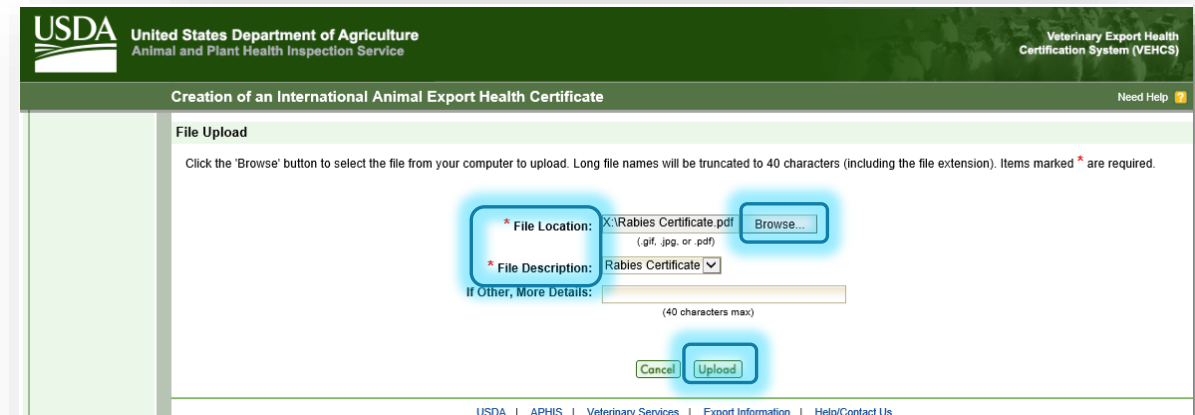 USDA
United States Department of Agriculture
Animal and Plant Health Inspection Service
Veterinary Export Health
Certification System (VEHCS)
Creation of an International Animal Export Health Certificate
Need Help ?
File Upload
Click the 'Browse' button to select the file from your computer to upload. Long file names will be truncated to 40 characters (including the file extension). Items marked * are required.
* File Location: X:\Rabies Certificate.pdf Browse...
(.gif, .jpg, or .pdf)
* File Description: Rabies Certificate
If Other, More Details:
(40 characters max)
Cancel Upload
USDA | APHIS | Veterinary Services | Export Information | Help/Contact Us